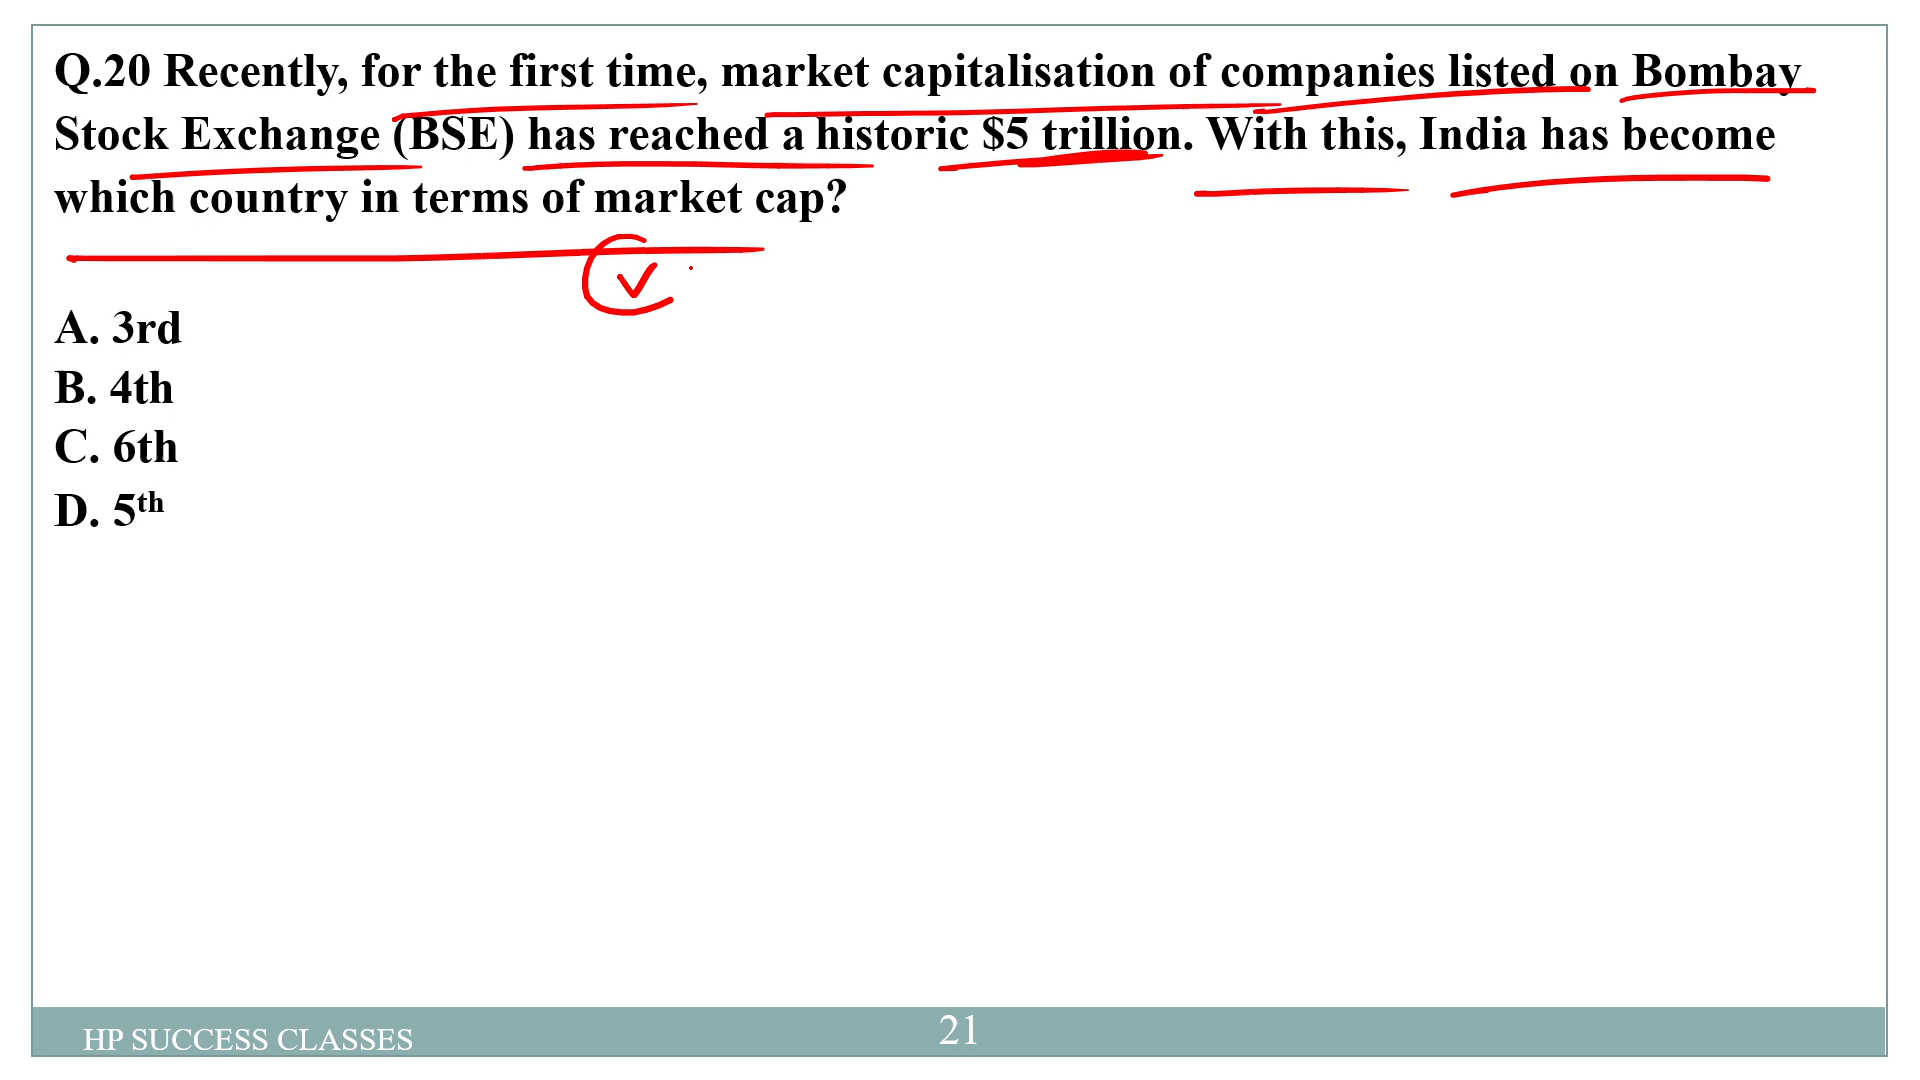 Q.20 Recently, for the first time, market capitalisation of companies listed on Bombay
Stock Exchange (BSE) has reached a historic $5 trillion. With this, India has become
which country in terms of market cap?
A. 3rd
B. 4th
C. 6th
D. 5th
HP SUCCESS CLASSES
21